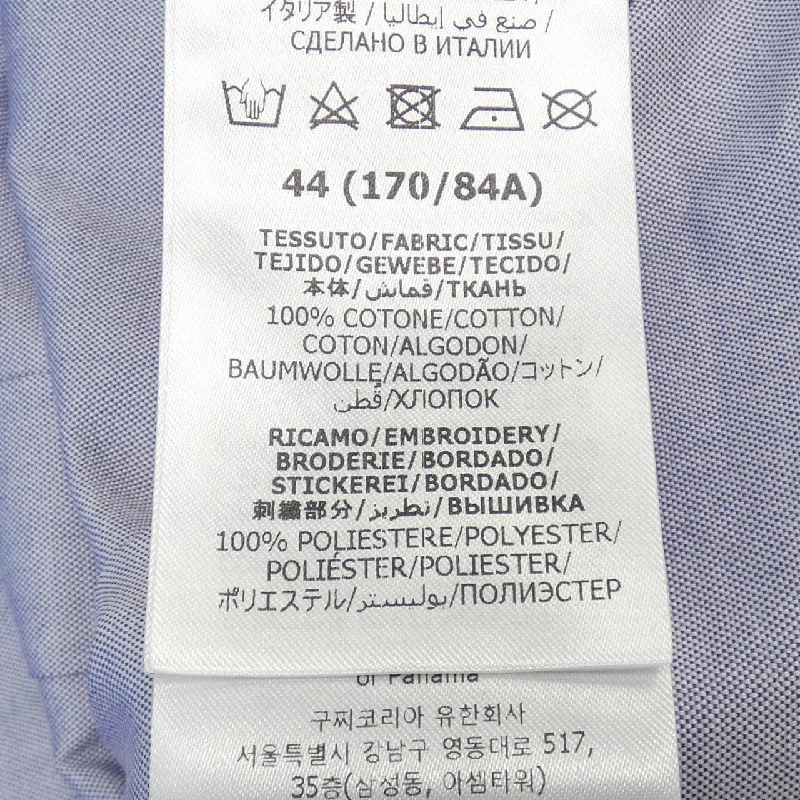 イタリア製 / صنع في إيطاليا /
СДЕЛАНО В ИТАЛИИ
44 (170/84A)
TESSUTO/FABRIC/TISSU/
TEJIDO/GEWEBE/TECIDO/
本体/قماش/ТКАНЬ
100% COTONE/COTTON/
COTON/ALGODON/
BAUMWOLLE/ALGODÃO/コットン/
قطن/ХЛОПОК
RICAMO/EMBROIDERY/
BRODERIE/BORDADO/
STICKEREI/BORDADO/
刺繍部分/تطريز/ВЫШИВКА
100% POLIESTERE/POLYESTER/
POLIÉSTER/POLIESTER/
ポリエステル/بوليستر/ПОЛИЭСТЕР
of Panama
구찌코리아 유한회사
서울특별시 강남구 영동대로 517,
35층(삼성동, 아셈타워)